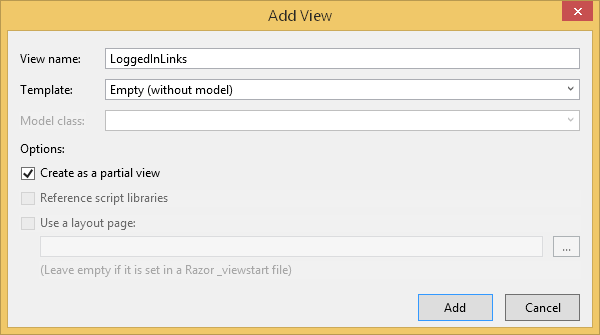 Add View
View name: LoggedInLinks
Template: Empty (without model)
Model class:
Options:
Create as a partial view
Reference script libraries
Use a layout page:
...
(Leave empty if it is set in a Razor _viewstart file)
Add Cancel